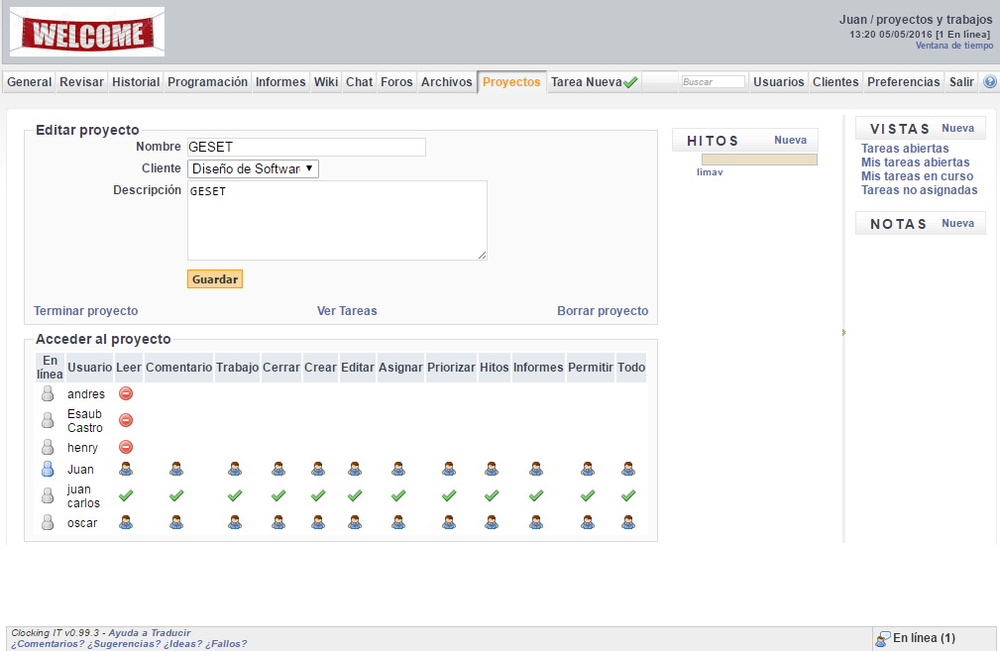 WELCOME
Juan / proyectos y trabajos
13:20 05/05/2016 [1 En línea]
Ventana de tiempo
General Revisar Historial Programación Informes Wiki Chat Foros Archivos Proyectos Tarea Nueva Buscar Usuarios Clientes Preferencias Salir ?
Editar proyecto
Nombre GESET
Cliente Diseño de Softwar
Descripción GESET
Guardar
Terminar proyecto Ver Tareas Borrar proyecto
HITOS Nueva
limav
VISTAS Nueva
Tareas abiertas
Mis tareas abiertas
Mis tareas en curso
Tareas no asignadas
NOTAS Nueva
Acceder al proyecto
En línea Usuario Leer Comentario Trabajo Cerrar Crear Editar Asignar Priorizar Hitos Informes Permitir Todo
andres
Esaub
Castro
henry
Juan
juan
carlos
oscar
Clocking IT v0.99.3 - Ayuda a Traducir
¿Comentarios? ¿Sugerencias? ¿Ideas? ¿Fallos?
En línea (1)